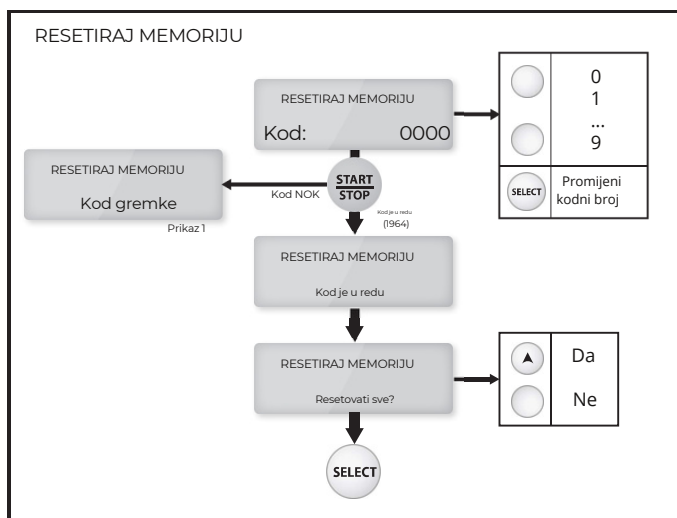 RESETIRAJ MEMORIJU
RESETIRAJ MEMORIJU
Kod: 0000
0
1
...
9
SELECT
Promijeni
kodni broj
RESETIRAJ MEMORIJU
Kod gremke
Prikaz 1
Kod NOK
START
STOP
Kod je u redu
(1964)
RESETIRAJ MEMORIJU
Kod je u redu
RESETIRAJ MEMORIJU
Resetovati sve?
Da
Ne
SELECT